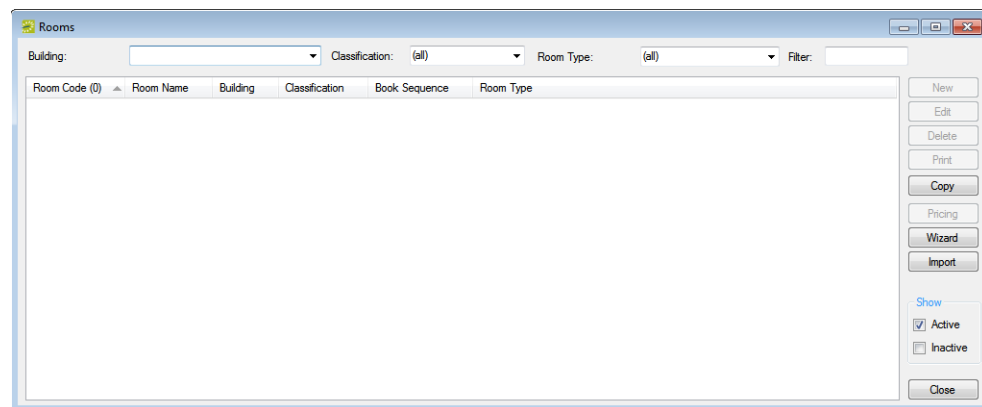 Rooms
Building: Classification: (all) Room Type: (all) Filter:
Room Code (0) Room Name Building Classification Book Sequence Room Type
New
Edit
Delete
Print
Copy
Pricing
Wizard
Import
Show
Active
Inactive
Close